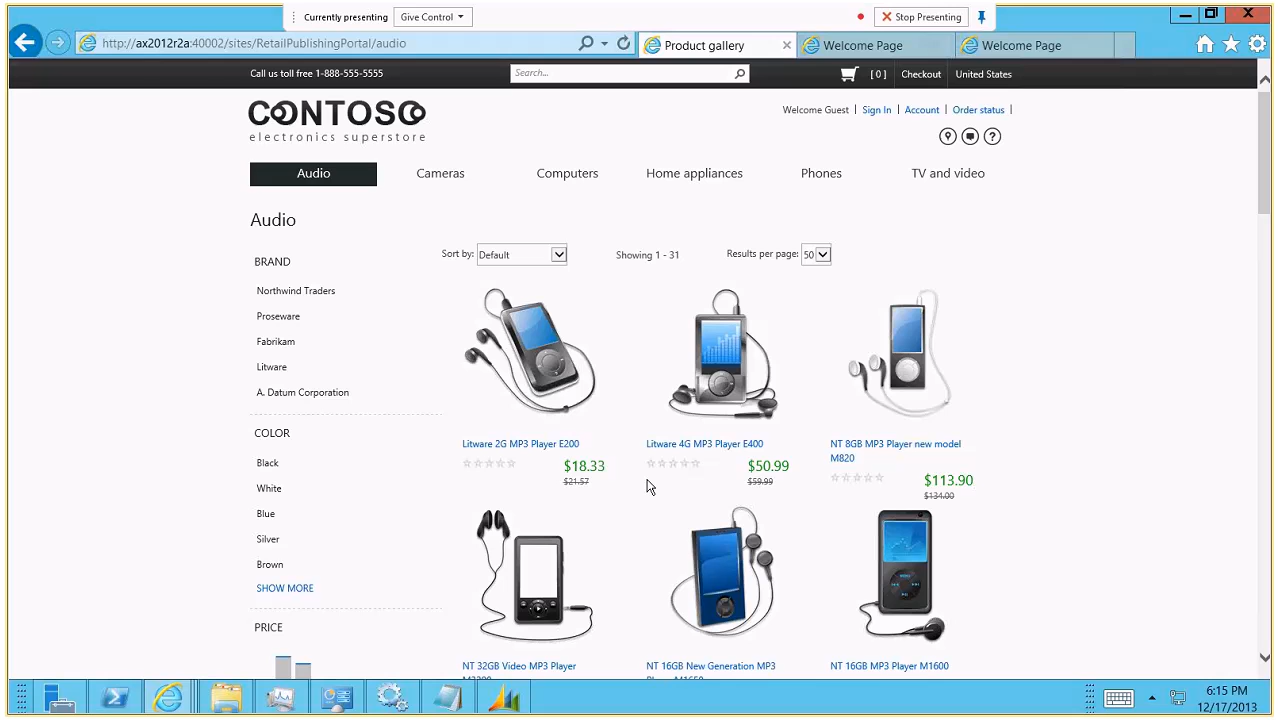 Currently presenting Give Control Stop Presenting
http://ax2012r2a:40002/sites/RetailPublishingPortal/audio Product gallery Welcome Page Welcome Page
Call us toll free 1-888-555-5555 Search... [ 0 ] Checkout United States
CONTOSO
electronics superstore
Welcome Guest | Sign In | Account | Order status |
?
Audio Cameras Computers Home appliances Phones TV and video
Audio
Sort by: Default Showing 1 - 31 Results per page: 50
BRAND
Northwind Traders
Proseware
Fabrikam
Litware
A. Datum Corporation
COLOR
Black
White
Blue
Silver
Brown
SHOW MORE
PRICE
Litware 2G MP3 Player E200
$18.33
$21.57
Litware 4G MP3 Player E400
$50.99
$59.99
NT 8GB MP3 Player new model
M820
$113.90
$134.00
NT 32GB Video MP3 Player
NT 16GB New Generation MP3
NT 16GB MP3 Player M1600
6:15 PM
12/17/2013